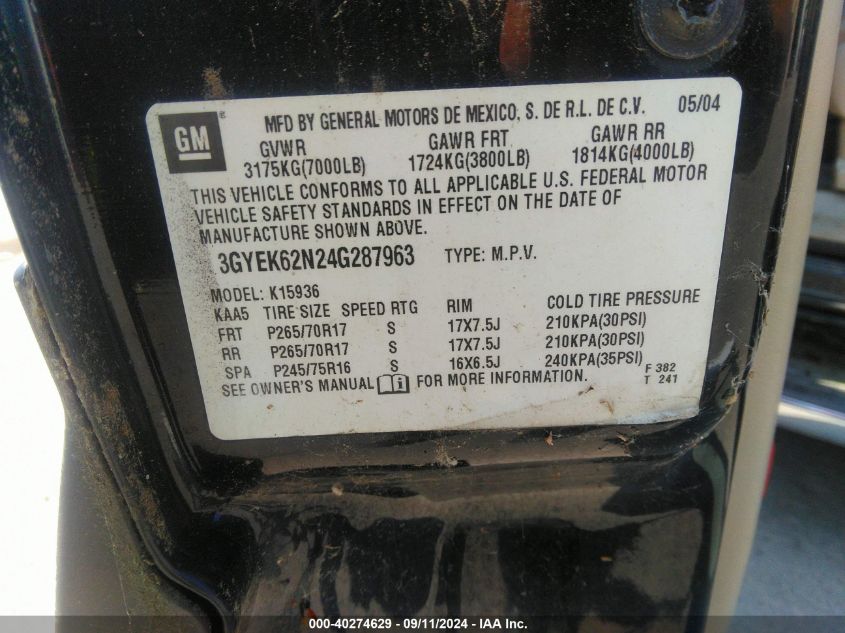 GM ® MFD BY GENERAL MOTORS DE MEXICO, S. DE R.L. DE C.V. 05/04
GVWR GAWR FRT GAWR RR
3175KG(7000LB) 1724KG(3800LB) 1814KG(4000LB)
THIS VEHICLE CONFORMS TO ALL APPLICABLE U.S. FEDERAL MOTOR
VEHICLE SAFETY STANDARDS IN EFFECT ON THE DATE OF
MANUFACTURE SHOWN ABOVE.
3GYEK62N24G287963 TYPE: M.P.V.
MODEL: K15936
KAA5 TIRE SIZE SPEED RTG RIM COLD TIRE PRESSURE
FRT P265/70R17 S 17X7.5J 210KPA(30PSI)
RR P265/70R17 S 17X7.5J 210KPA(30PSI)
SPA P245/75R16 S 16X6.5J 240KPA(35PSI) F 382
SEE OWNER'S MANUAL FOR MORE INFORMATION. T 241
000-40274629 - 09/11/2024 - IAA Inc.